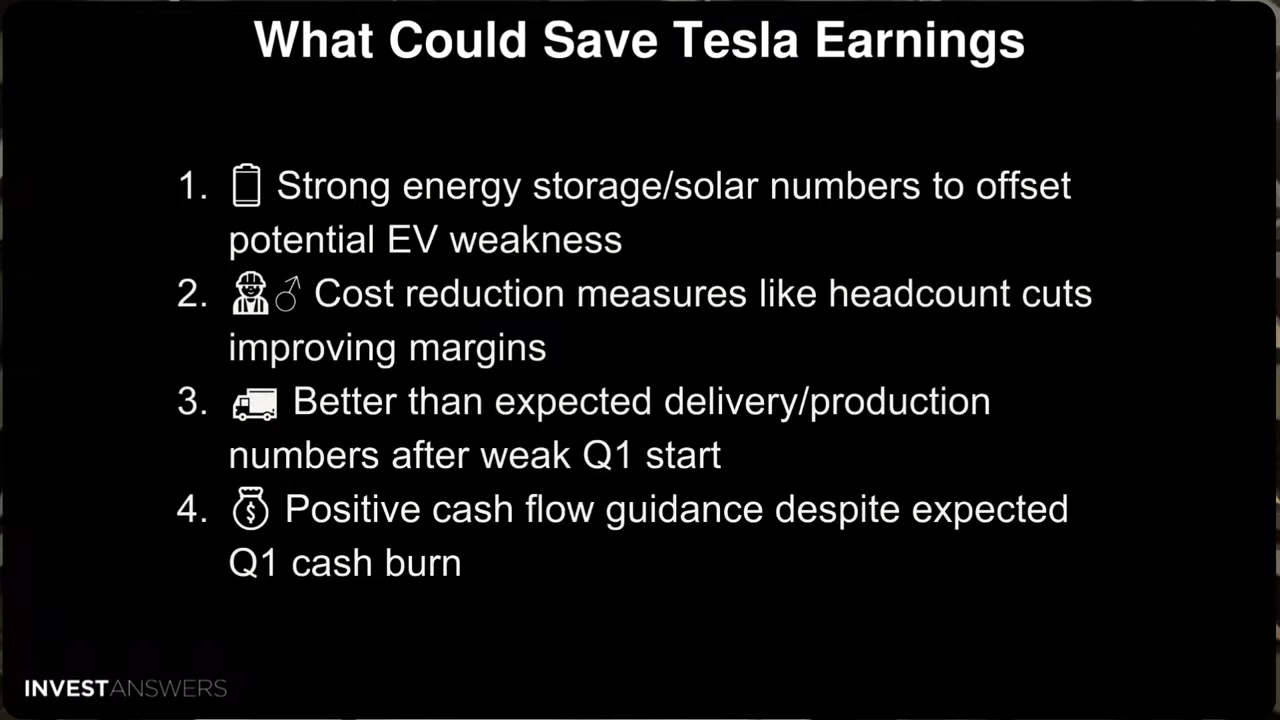 What Could Save Tesla Earnings
1. 🔋 Strong energy storage/solar numbers to offset
potential EV weakness
2. 👷♂ Cost reduction measures like headcount cuts
improving margins
3. 🚚 Better than expected delivery/production
numbers after weak Q1 start
4. 💰 Positive cash flow guidance despite expected
Q1 cash burn
INVESTANSWERS